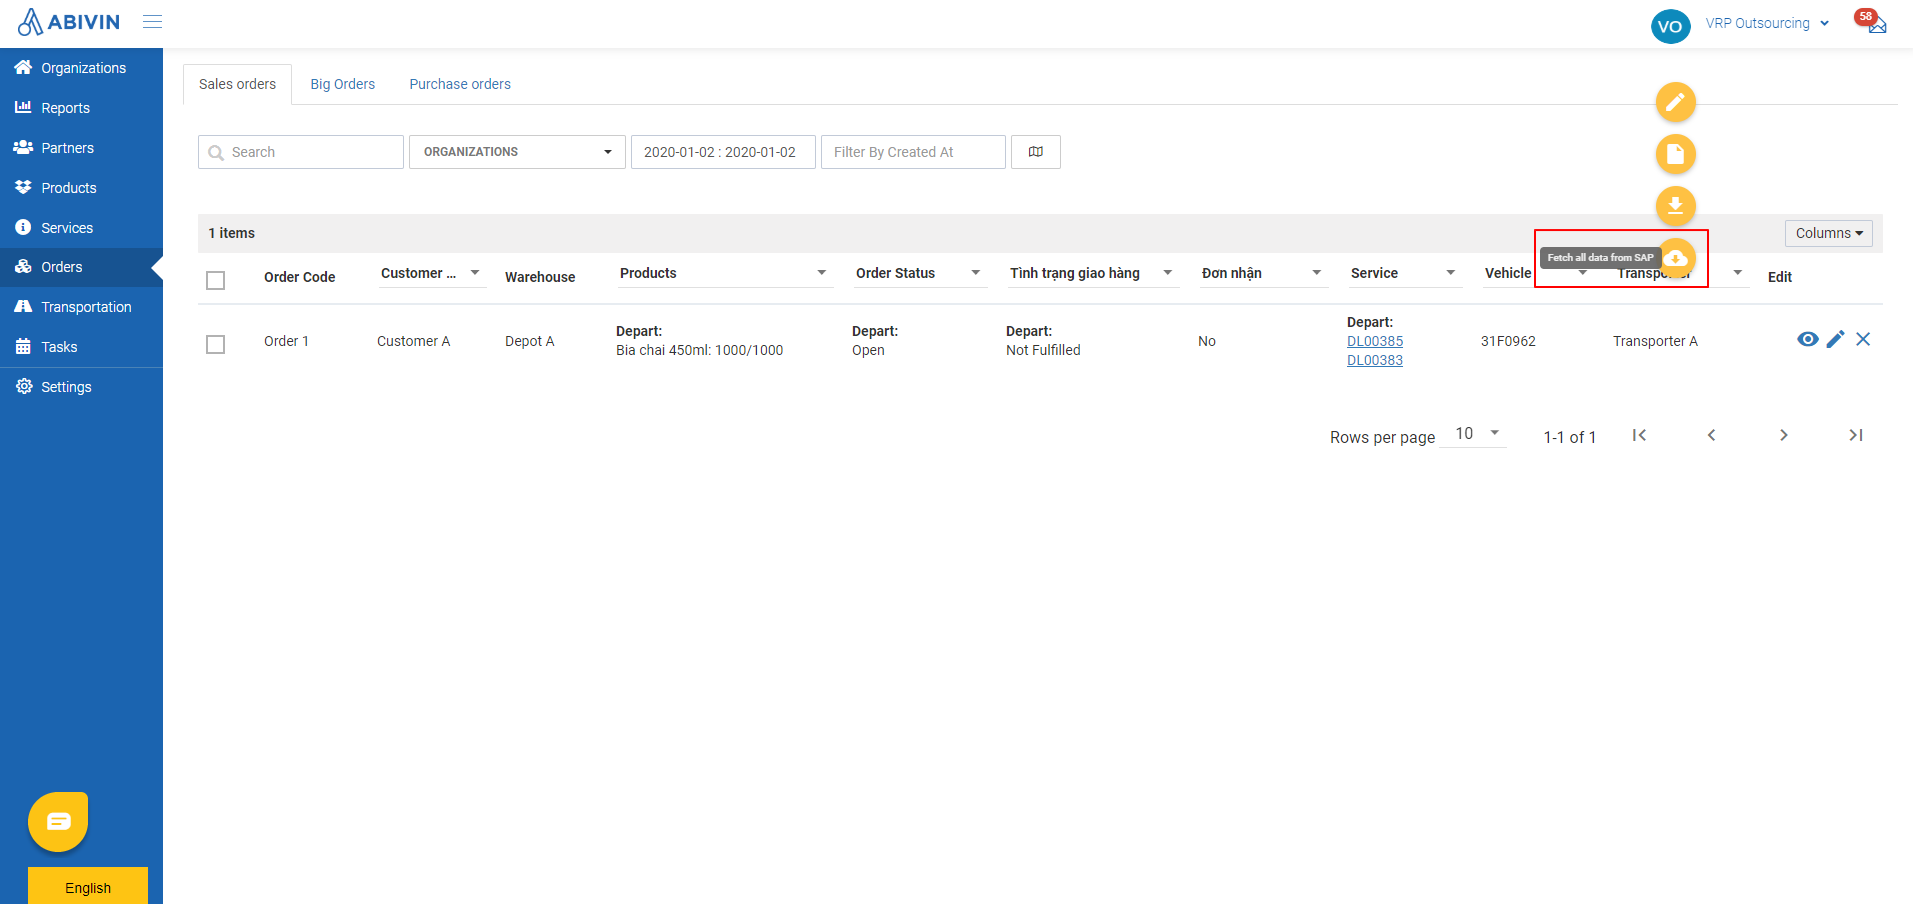 ABIVIN
VO
VRP Outsourcing
58
Organizations
Reports
Partners
Products
Services
Orders
Transportation
Tasks
Settings
English
Sales orders
Big Orders
Purchase orders
Search
ORGANIZATIONS
2020-01-02 : 2020-01-02
Filter By Created At
1 items
Columns
Fetch all data from SAP
Order Code
Customer ...
Warehouse
Products
Order Status
Tình trạng giao hàng
Đơn nhận
Service
Vehicle
Transporter
Edit
Order 1
Customer A
Depot A
Depart:
Bia chai 450ml: 1000/1000
Depart:
Open
Depart:
Not Fulfilled
No
Depart:
DL00385
DL00383
31F0962
Transporter A
Rows per page
10
1-1 of 1